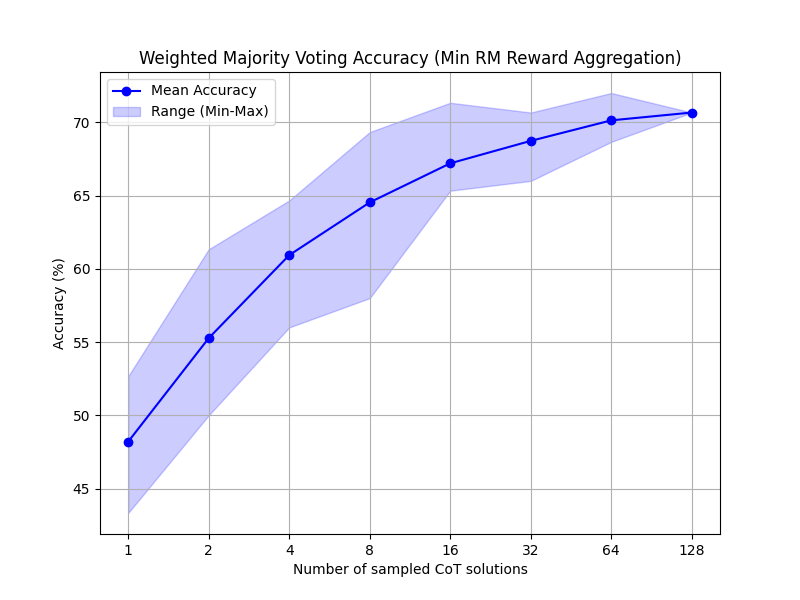 Weighted Majority Voting Accuracy (Min RM Reward Aggregation)
Mean Accuracy
Range (Min-Max)
Accuracy (%)
70
65
60
55
50
45
1 2 4 8 16 32 64 128
Number of sampled CoT solutions